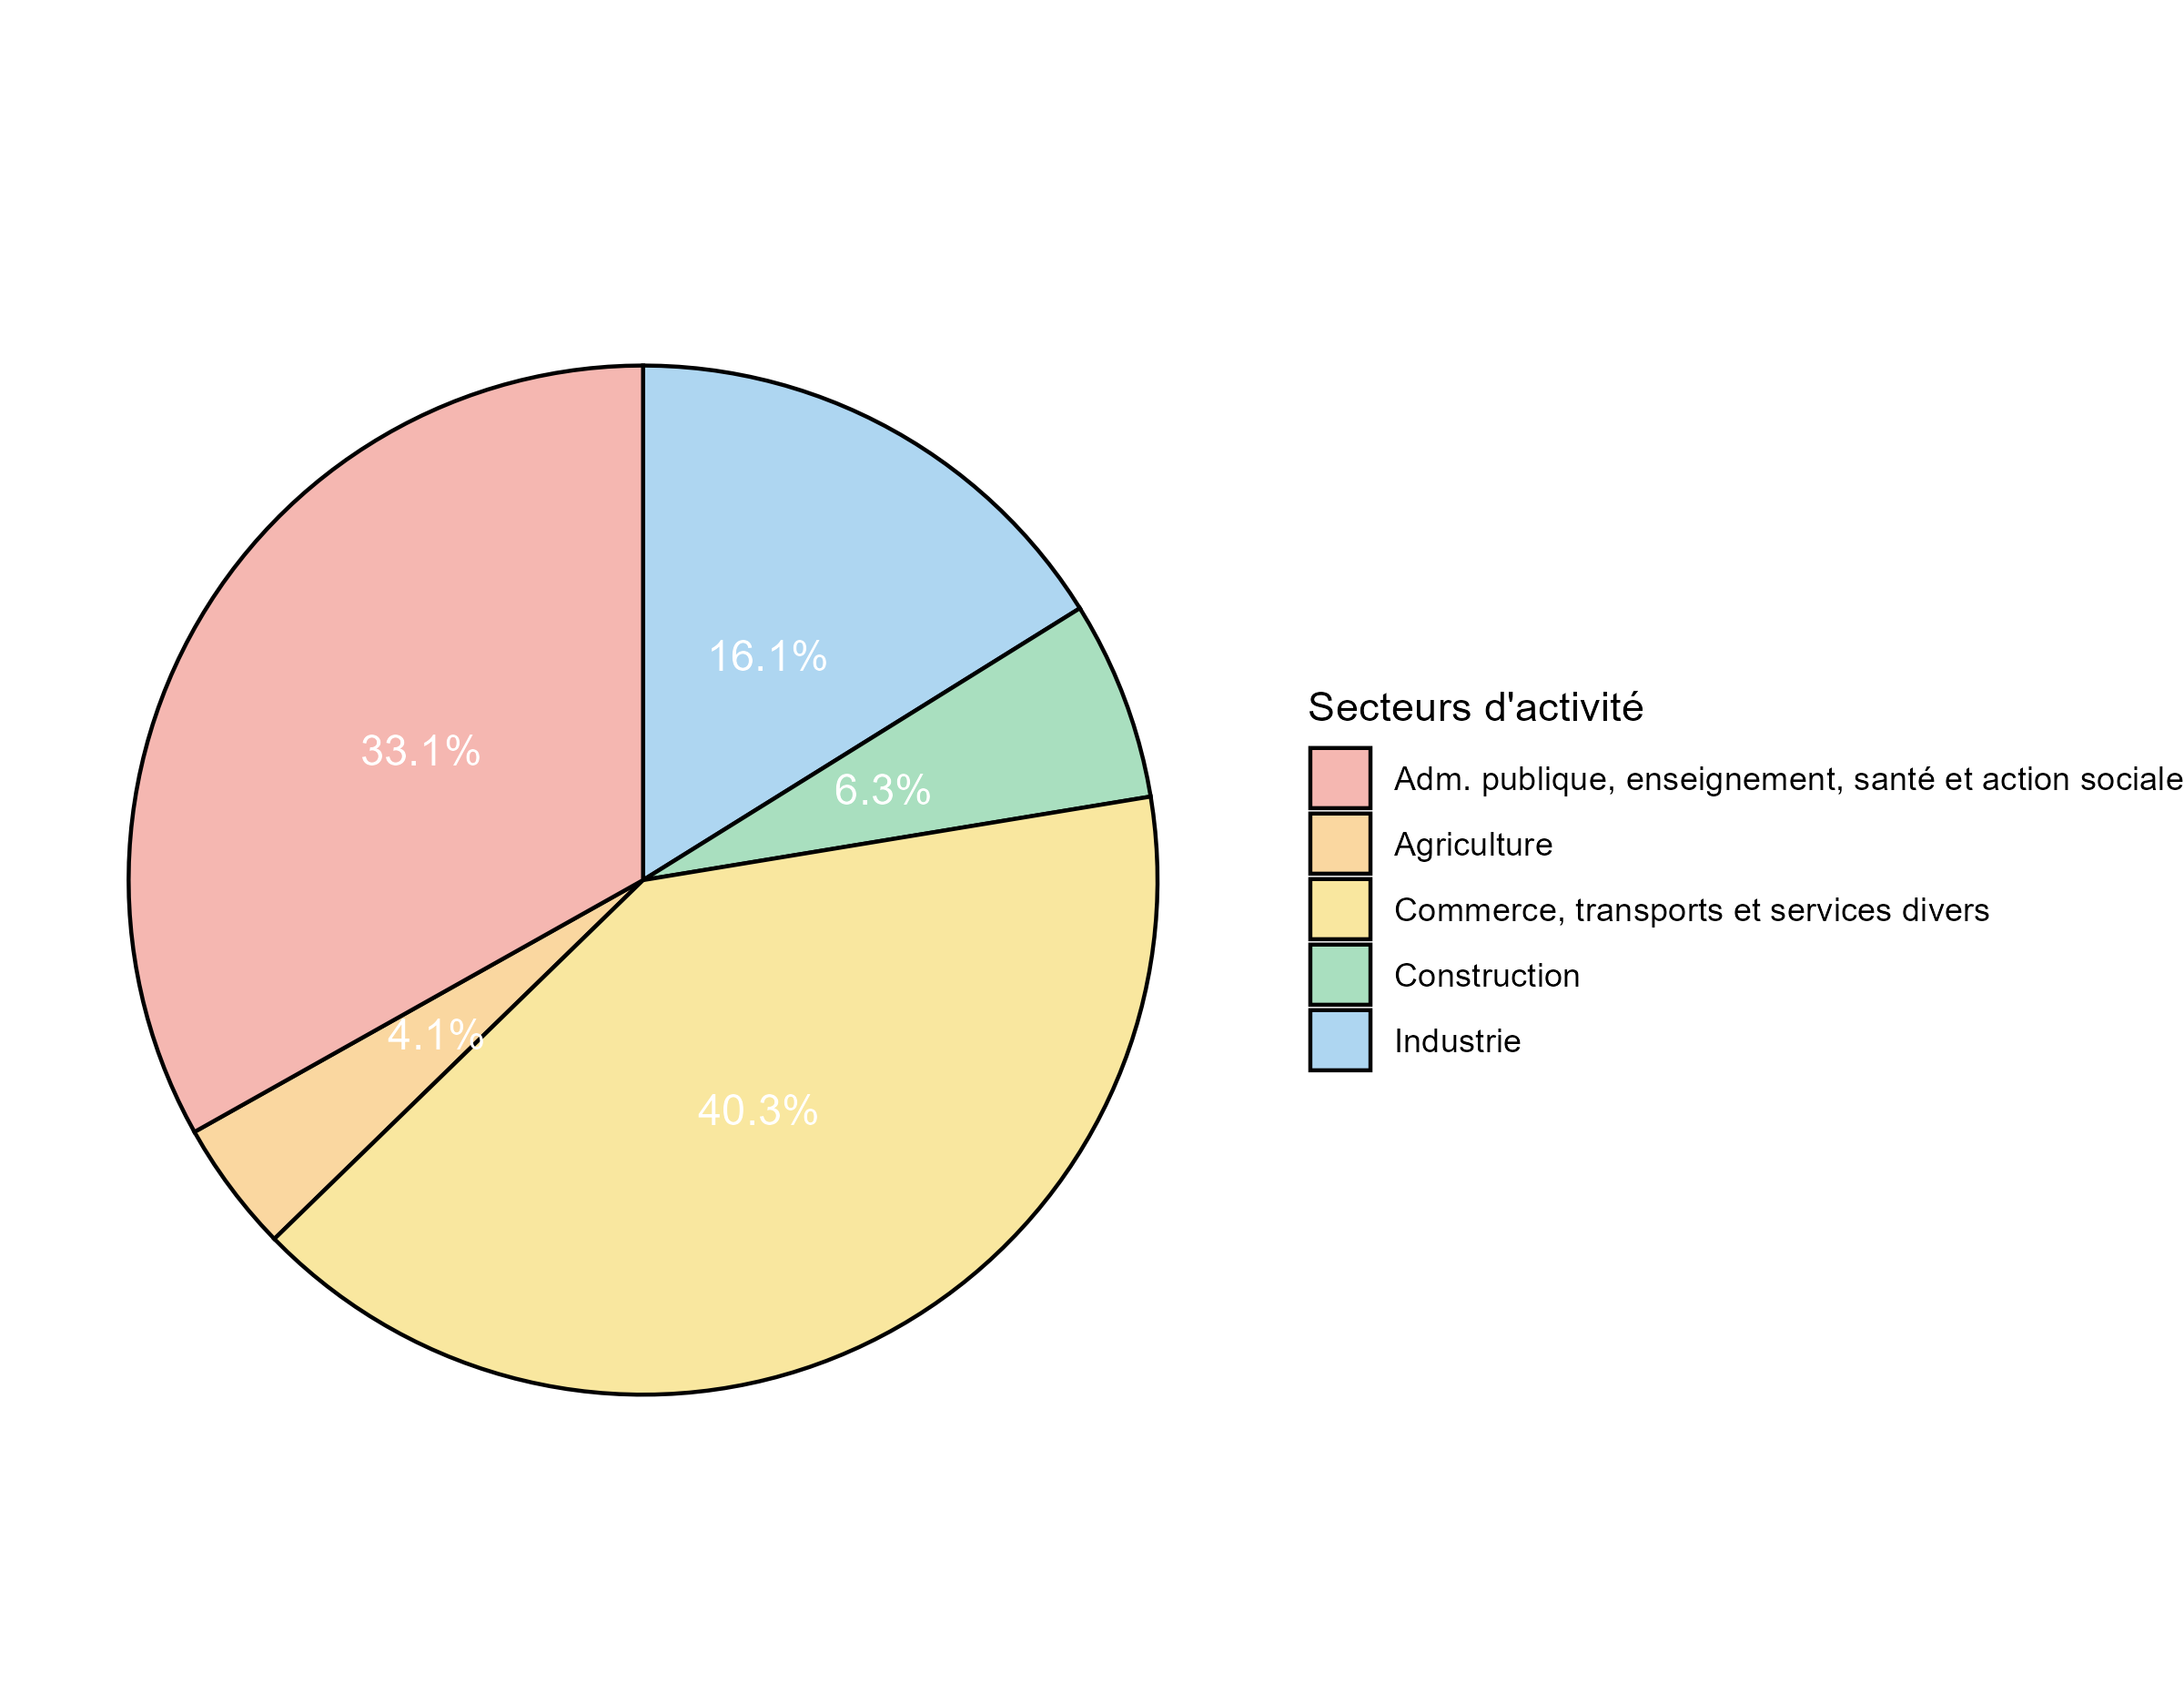 16.1%
33.1%
6.3%
4.1%
40.3%
Secteurs d'activité
Adm. publique, enseignement, santé et action sociale
Agriculture
Commerce, transports et services divers
Construction
Industrie